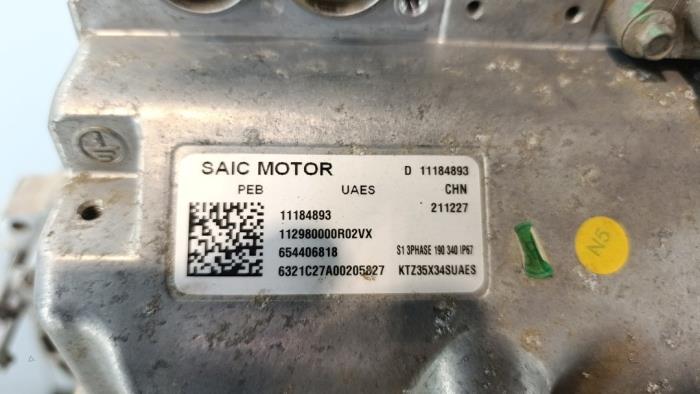 SAIC MOTOR D 11184893
PEB UAES CHN
11184893 211227
112980000R02VX
654406818 S1 3PHASE 190 340 IP67
6321C27A00205827 KTZ35X34SUAES
N5